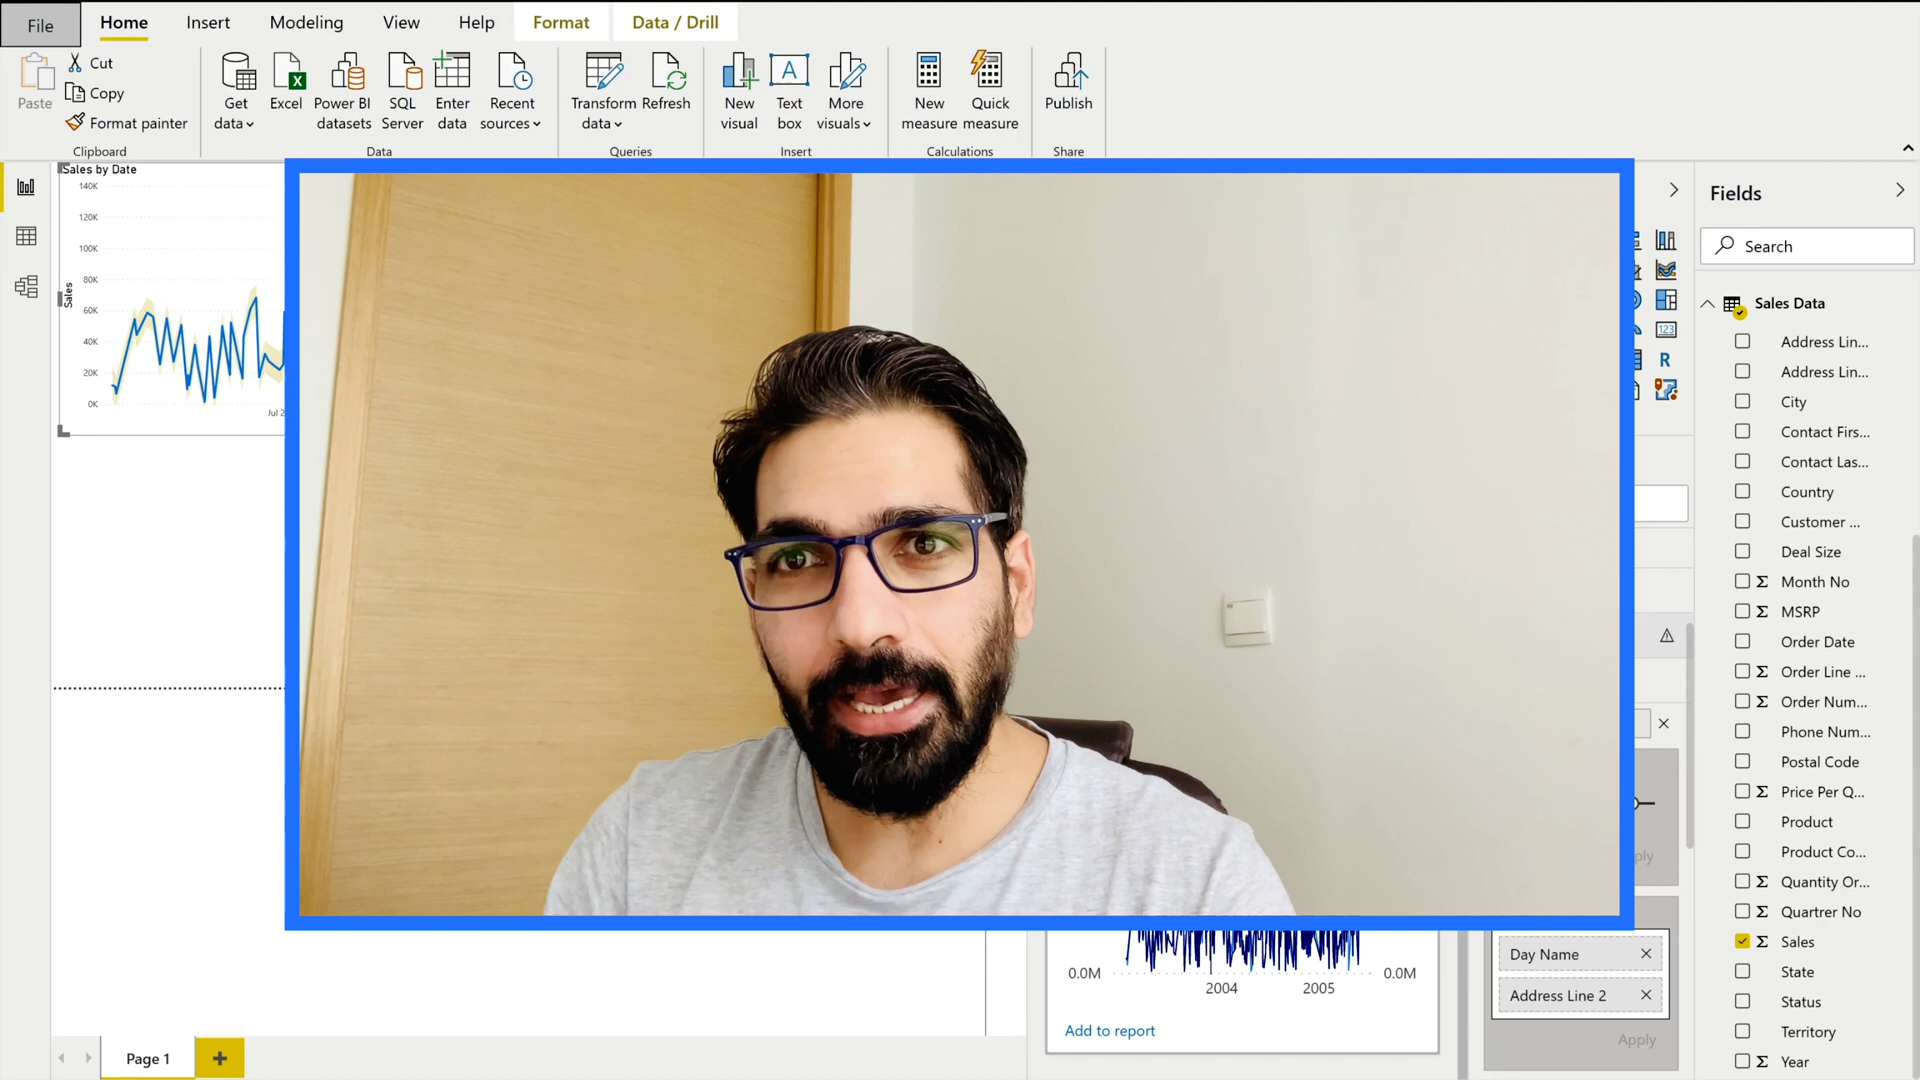 File
Home
Insert
Modeling
View
Help
Format
Data / Drill
Paste
Cut
Copy
Format painter
Clipboard
Get
data
Excel
Power BI
datasets
SQL
Server
Enter
data
Recent
sources
Data
Transform
data
Refresh
Queries
New
visual
Text
box
More
visuals
Insert
New
measure
Quick
measure
Calculations
Publish
Share
Sales by Date
140K
120K
100K
80K
60K
40K
20K
0K
Sales
Jul 2
Fields
Search
Sales Data
Address Lin...
Address Lin...
City
Contact Firs...
Contact Las...
Country
Customer ...
Deal Size
Month No
MSRP
Order Date
Order Line ...
Order Num...
Phone Num...
Postal Code
Price Per Q...
Product
Product Co...
Quantity Or...
Quartrer No
Sales
State
Status
Territory
Year
123
R
ply
Day Name
Address Line 2
Apply
0.0M
0.0M
2004
2005
Add to report
Page 1